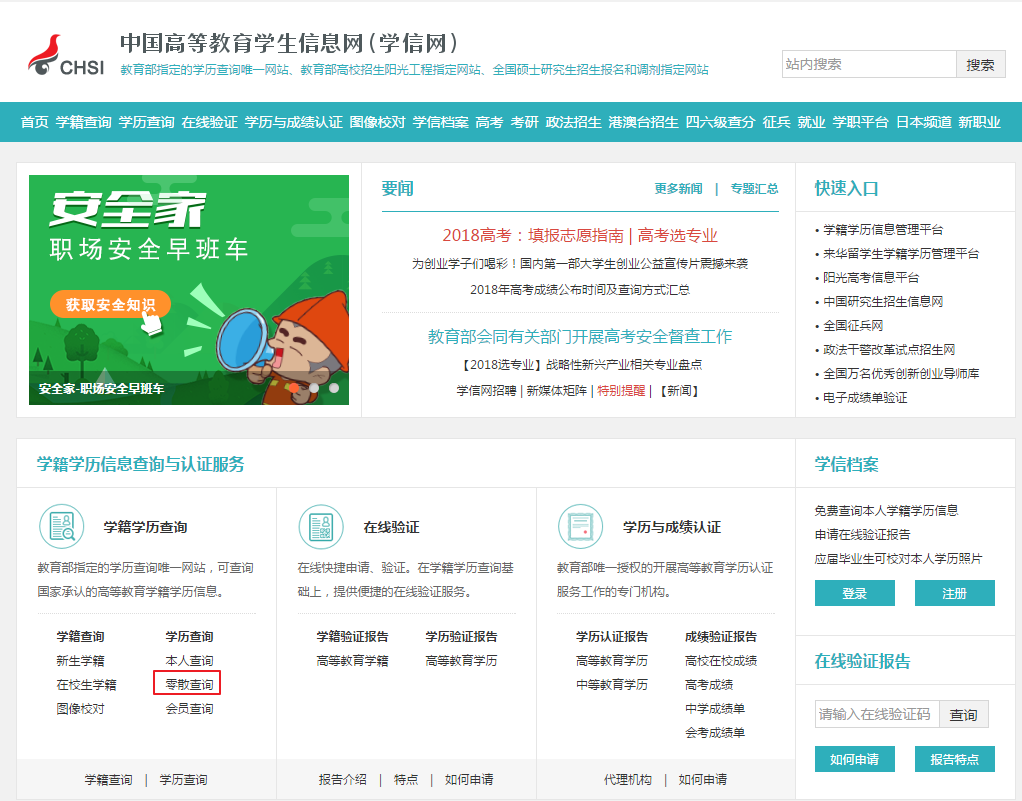 CHSI
中国高等教育学生信息网(学信网)
教育部指定的学历查询唯一网站、教育部高校招生阳光工程指定网站、全国硕士研究生招生报名和调剂指定网站
站内搜索 搜索
首页 学籍查询 学历查询 在线验证 学历与成绩认证 图像校对 学信档案 高考 考研 政法招生 港澳台招生 四六级查分 征兵 就业 学职平台 日本频道 新职业
安全家
职场安全早班车
获取安全知识
安全家-职场安全早班车
要闻 更多新闻 | 专题汇总
2018高考：填报志愿指南 | 高考选专业
为创业学子们喝彩！国内第一部大学生创业公益宣传片震撼来袭
2018年高考成绩公布时间及查询方式汇总
教育部会同有关部门开展高考安全督查工作
【2018选专业】战略性新兴产业相关专业盘点
学信网招聘 | 新媒体矩阵 | 特别提醒 | 【新闻】
快速入口
• 学籍学历信息管理平台
• 来华留学生学籍学历管理平台
• 阳光高考信息平台
• 中国研究生招生信息网
• 全国征兵网
• 政法干警改革试点招生网
• 全国万名优秀创新创业导师库
• 电子成绩单验证
学籍学历信息查询与认证服务
学籍学历查询
教育部指定的学历查询唯一网站，可查询
国家承认的高等教育学籍学历信息。
学籍查询 学历查询
新生学籍 本人查询
在校生学籍 零散查询
图像校对 会员查询
学籍查询 | 学历查询
在线验证
在线快捷申请、验证。在学籍学历查询基
础上，提供便捷的在线验证服务。
学籍验证报告 学历验证报告
高等教育学籍 高等教育学历
报告介绍 | 特点 | 如何申请
学历与成绩认证
教育部唯一授权的开展高等教育学历认证
服务工作的专门机构。
学历认证报告 成绩验证报告
高等教育学历 高校在校成绩
中等教育学历 高考成绩
中学成绩单
会考成绩单
代理机构 | 如何申请
学信档案
免费查询本人学籍学历信息
申请在线验证报告
应届毕业生可校对本人学历照片
登录 注册
在线验证报告
请输入在线验证码 查询
如何申请 报告特点